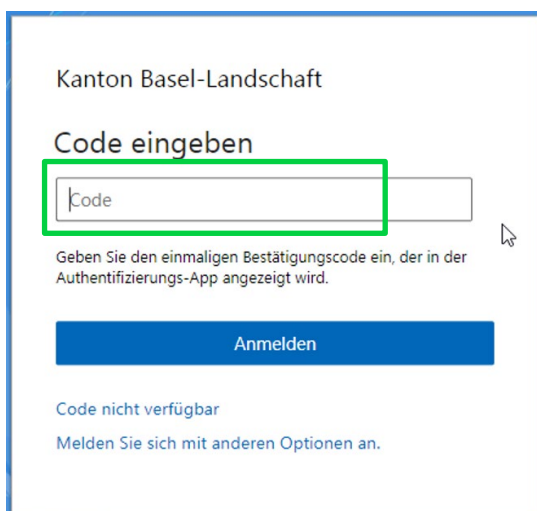 Kanton Basel-Landschaft
Code eingeben
Code
Geben Sie den einmaligen Bestätigungscode ein, der in der
Authentifizierungs-App angezeigt wird.
Anmelden
Code nicht verfügbar
Melden Sie sich mit anderen Optionen an.